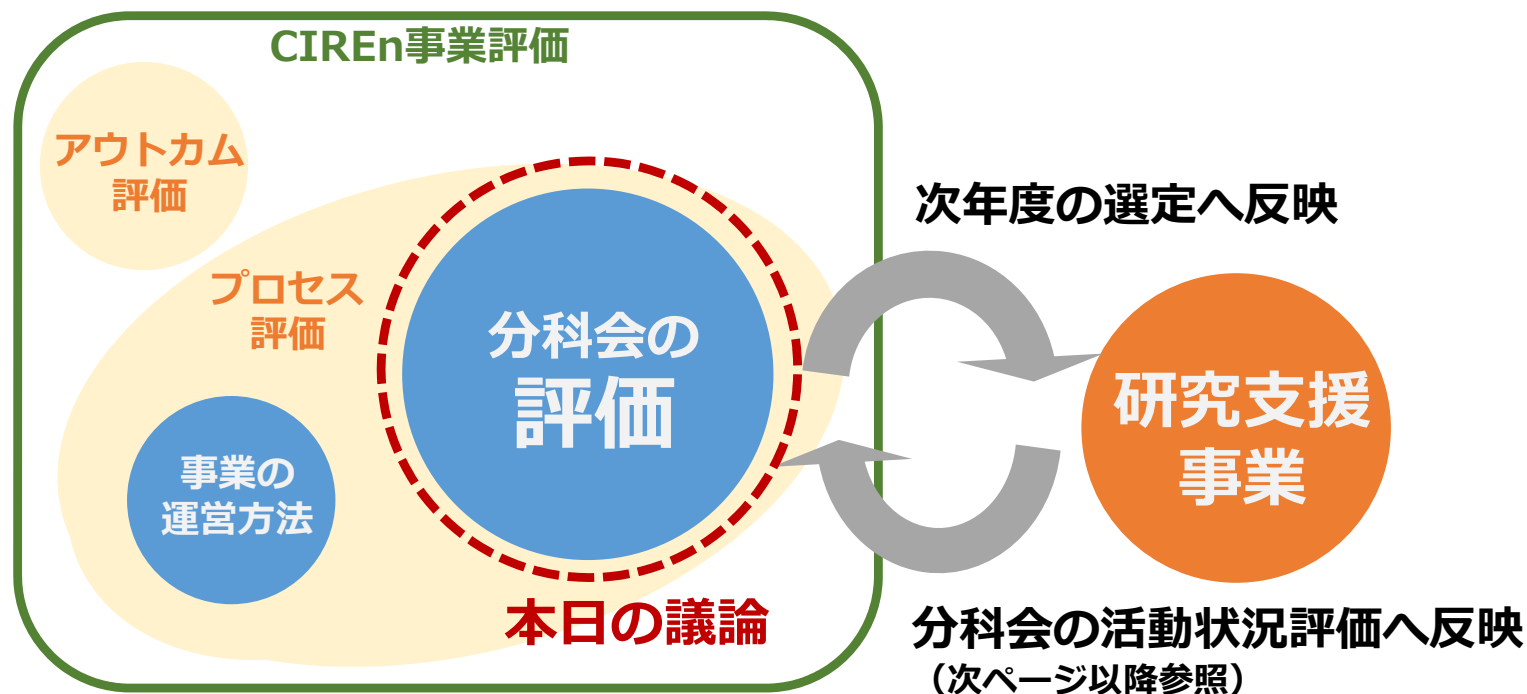 CIREn事業評価
アウトカム
評価
プロセス
評価
分科会の
評価
事業の
運営方法
本日の議論
次年度の選定へ反映
研究支援
事業
分科会の活動状況評価へ反映
（次ページ以降参照）